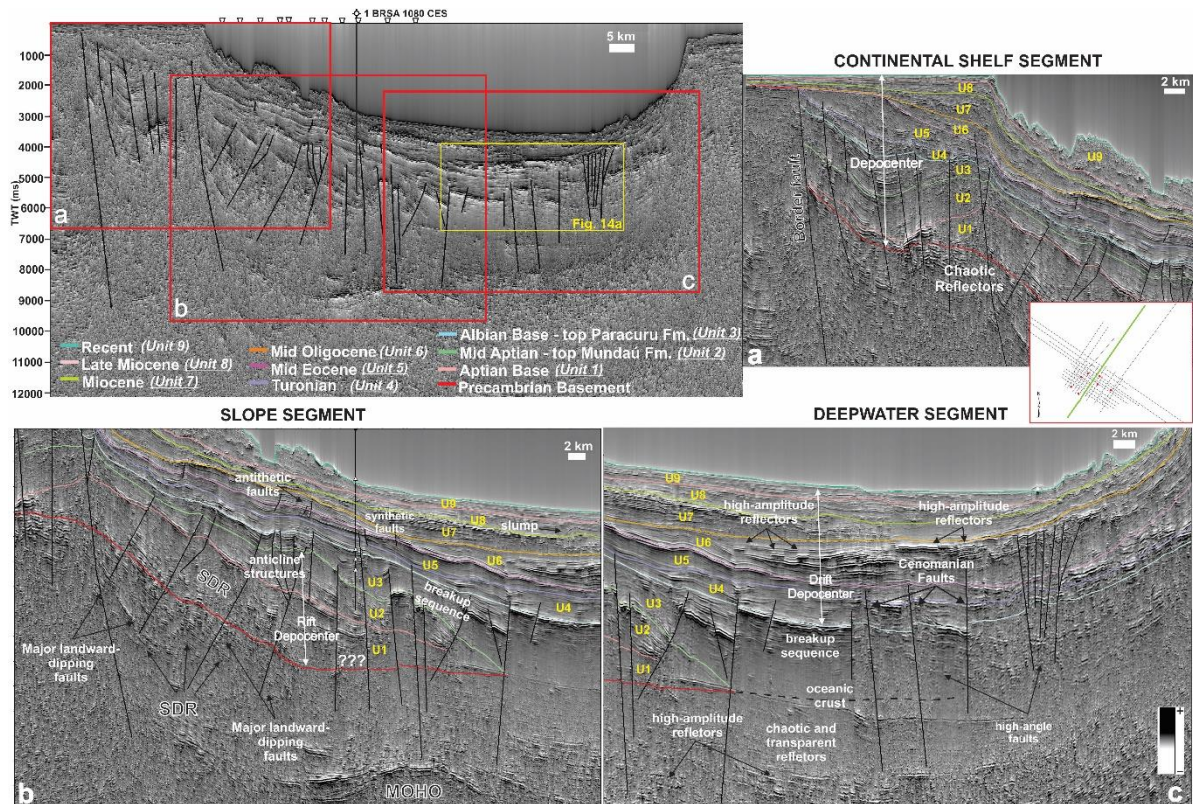 1 BRSA 1080 CES
5 km
1000
2000
3000
4000
5000
6000
7000
8000
9000
10000
11000
12000
TWT (ms)
a
b
c
Fig. 14a
Recent (Unit 9)
Late Miocene (Unit 8)
Miocene (Unit 7)
Mid Oligocene (Unit 6)
Mid Eocene (Unit 5)
Turonian (Unit 4)
Albian Base - top Paracuru Fm. (Unit 3)
Mid Aptian - top Mundaú Fm. (Unit 2)
Aptian Base (Unit 1)
Precambrian Basement
CONTINENTAL SHELF SEGMENT
2 km
U8
U7
U6
U5
U4
U9
U3
Depocenter
U2
U1
Border fault
Chaotic
Reflectors
a
SLOPE SEGMENT
2 km
antithetic
faults
U9
synthetic
faults
U8
slump
U7
U6
anticline
structures
U5
U3
breakup
sequence
U4
SDR
U2
Rift
Depocenter
U1
???
Major landward-
dipping
faults
SDR
Major landward-
dipping
faults
MOHO
b
DEEPWATER SEGMENT
2 km
U9
U8
high-amplitude
reflectors
high-amplitude
reflectors
U7
U6
U5
Cenomanian
Faults
Drift
Depocenter
U4
U3
U2
breakup
sequence
U1
oceanic
crust
high-amplitude
refletors
chaotic and
transparent
refletors
high-angle
faults
+
-
c